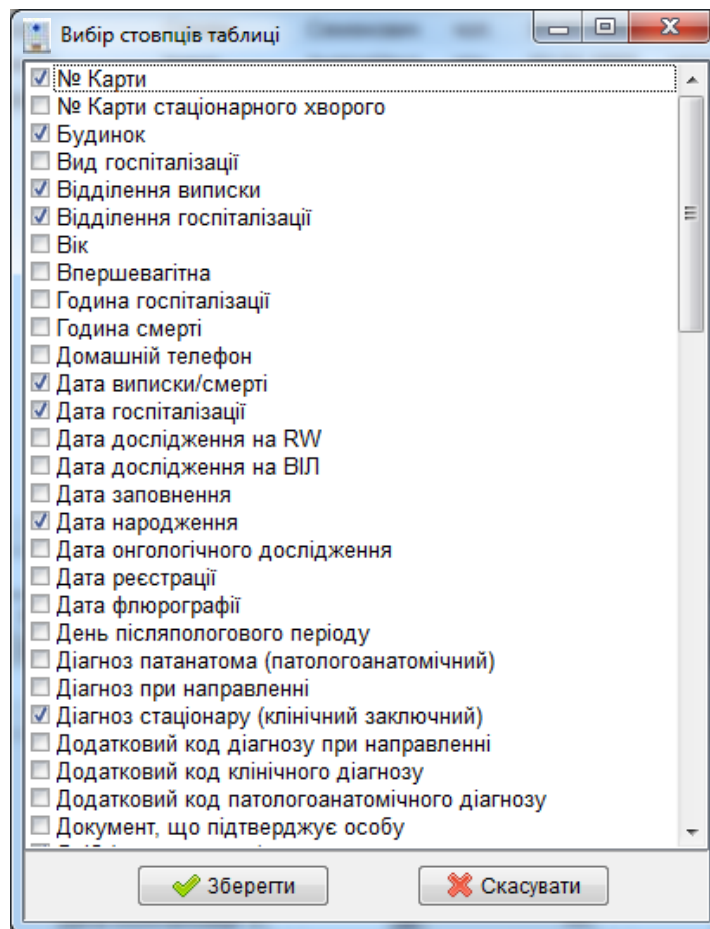 Вибір стовпців таблиці
№ Карти
№ Карти стаціонарного хворого
Будинок
Вид госпіталізації
Відділення виписки
Відділення госпіталізації
Вік
Впершевагітна
Година госпіталізації
Година смерті
Домашній телефон
Дата виписки/смерті
Дата госпіталізації
Дата дослідження на RW
Дата дослідження на ВІЛ
Дата заповнення
Дата народження
Дата онгологічного дослідження
Дата реєстрації
Дата флюрографії
День післяпологового періоду
Діагноз патанатома (патологоанатомічний)
Діагноз при направленні
Діагноз стаціонару (клінічний заключний)
Додатковий код діагнозу при направленні
Додатковий код клінічного діагнозу
Додатковий код патологоанатомічного діагнозу
Документ, що підтверджує особу
Зберегти
Скасувати